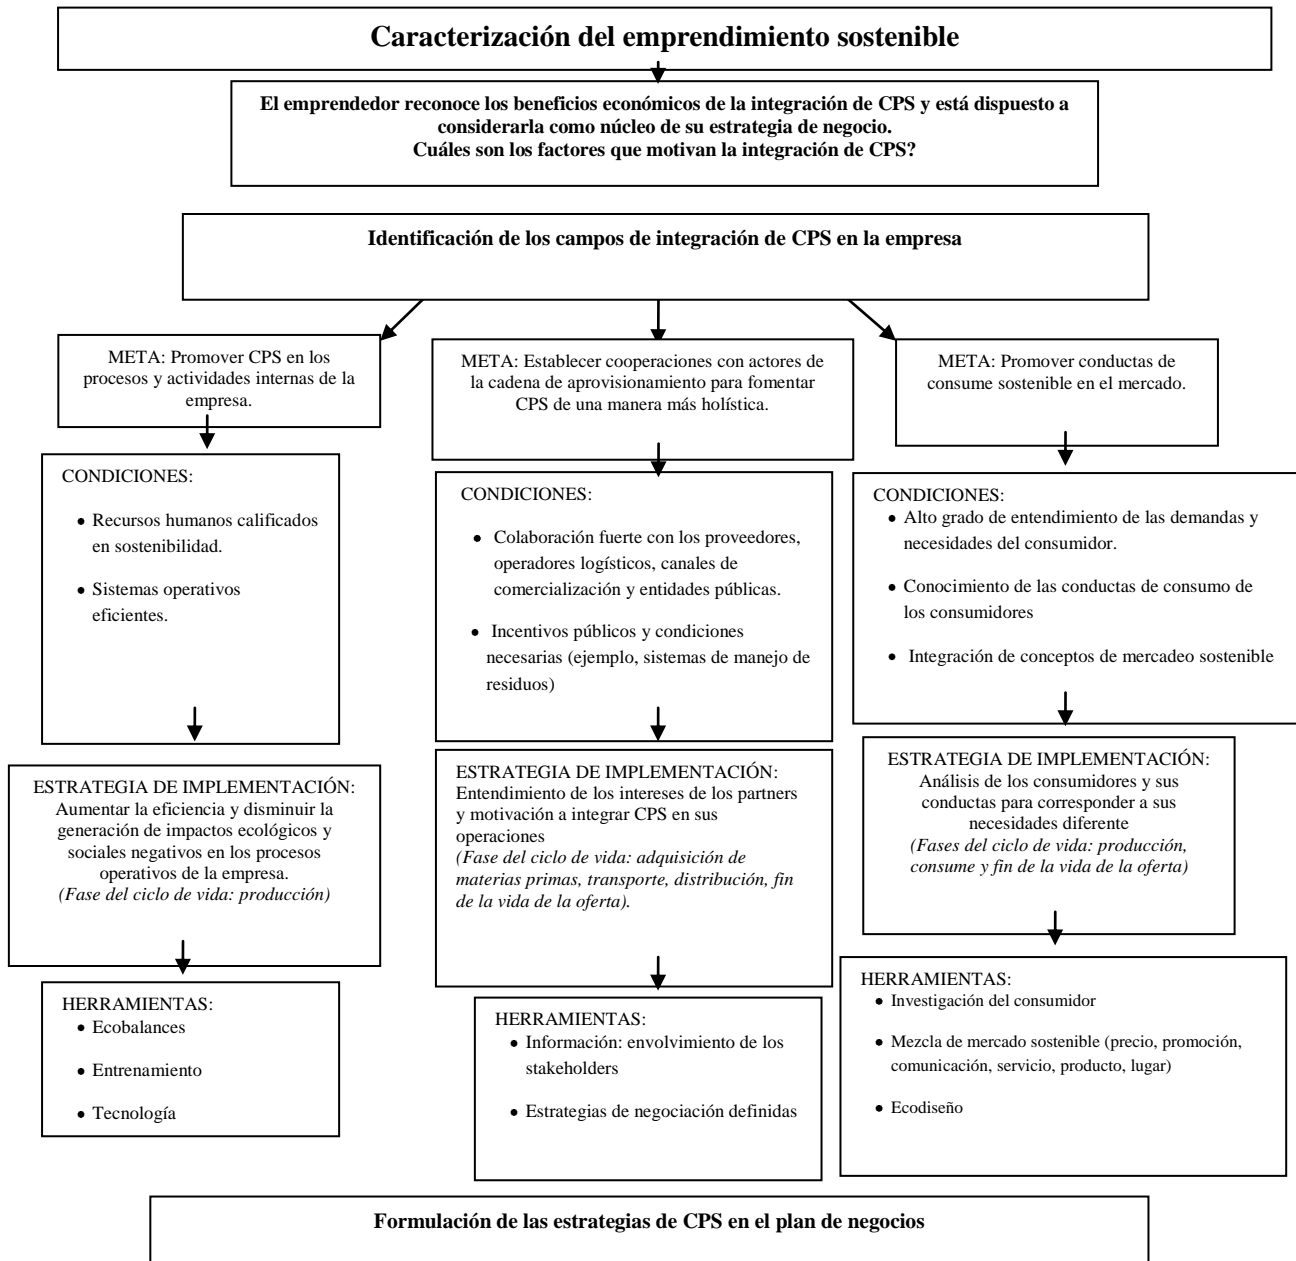 Caracterización del emprendimiento sostenible
El emprendedor reconoce los beneficios económicos de la integración de CPS y está dispuesto a
considerarla como núcleo de su estrategia de negocio.
Cuáles son los factores que motivan la integración de CPS?
Identificación de los campos de integración de CPS en la empresa
META: Promover CPS en los
procesos y actividades internas de la
empresa.
CONDICIONES:
• Recursos humanos calificados
en sostenibilidad.
• Sistemas operativos
eficientes.
ESTRATEGIA DE IMPLEMENTACIÓN:
Aumentar la eficiencia y disminuir la
generación de impactos ecológicos y
sociales negativos en los procesos
operativos de la empresa.
(Fase del ciclo de vida: producción)
HERRAMIENTAS:
• Ecobalances
• Entrenamiento
• Tecnología
META: Establecer cooperaciones con actores de
la cadena de aprovisionamiento para fomentar
CPS de una manera más holística.
CONDICIONES:
• Colaboración fuerte con los proveedores,
operadores logísticos, canales de
comercialización y entidades públicas.
• Incentivos públicos y condiciones
necesarias (ejemplo, sistemas de manejo de
residuos)
ESTRATEGIA DE IMPLEMENTACIÓN:
Entendimiento de los intereses de los partners
y motivación a integrar CPS en sus
operaciones
(Fase del ciclo de vida: adquisición de
materias primas, transporte, distribución, fin
de la vida de la oferta).
HERRAMIENTAS:
• Información: envolvimiento de los
stakeholders
• Estrategias de negociación definidas
META: Promover conductas de
consume sostenible en el mercado.
CONDICIONES:
• Alto grado de entendimiento de las demandas y
necesidades del consumidor.
• Conocimiento de las conductas de consumo de
los consumidores
• Integración de conceptos de mercadeo sostenible
ESTRATEGIA DE IMPLEMENTACIÓN:
Análisis de los consumidores y sus
conductas para corresponder a sus
necesidades diferente
(Fases del ciclo de vida: producción,
consume y fin de la vida de la oferta)
HERRAMIENTAS:
• Investigación del consumidor
• Mezcla de mercado sostenible (precio, promoción,
comunicación, servicio, producto, lugar)
• Ecodiseño
Formulación de las estrategias de CPS en el plan de negocios